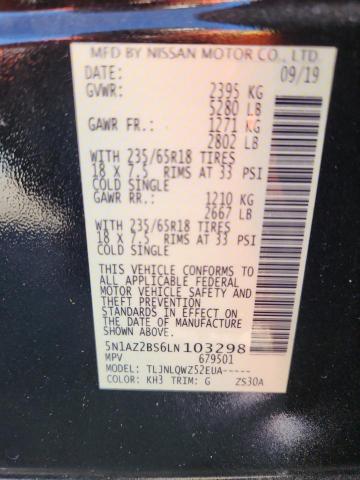 MFD BY NISSAN MOTOR CO., LTD.
DATE: 09/19
GVWR: 2395 KG
5280 LB
GAWR FR.: 1271 KG
2802 LB
WITH 235/65R18 TIRES
18 X 7.5 RIMS AT 33 PSI
COLD SINGLE
GAWR RR.: 1210 KG
2667 LB
WITH 235/65R18 TIRES
18 X 7.5 RIMS AT 33 PSI
COLD SINGLE
THIS VEHICLE CONFORMS TO
ALL APPLICABLE FEDERAL
MOTOR VEHICLE SAFETY AND
THEFT PREVENTION
STANDARDS IN EFFECT ON
THE DATE OF MANUFACTURE
SHOWN ABOVE.
5N1AZ2BS6LN103298
MPV 679501
MODEL: TLJNLQWZ52EUA-----
COLOR: KH3 TRIM: G ZS30A